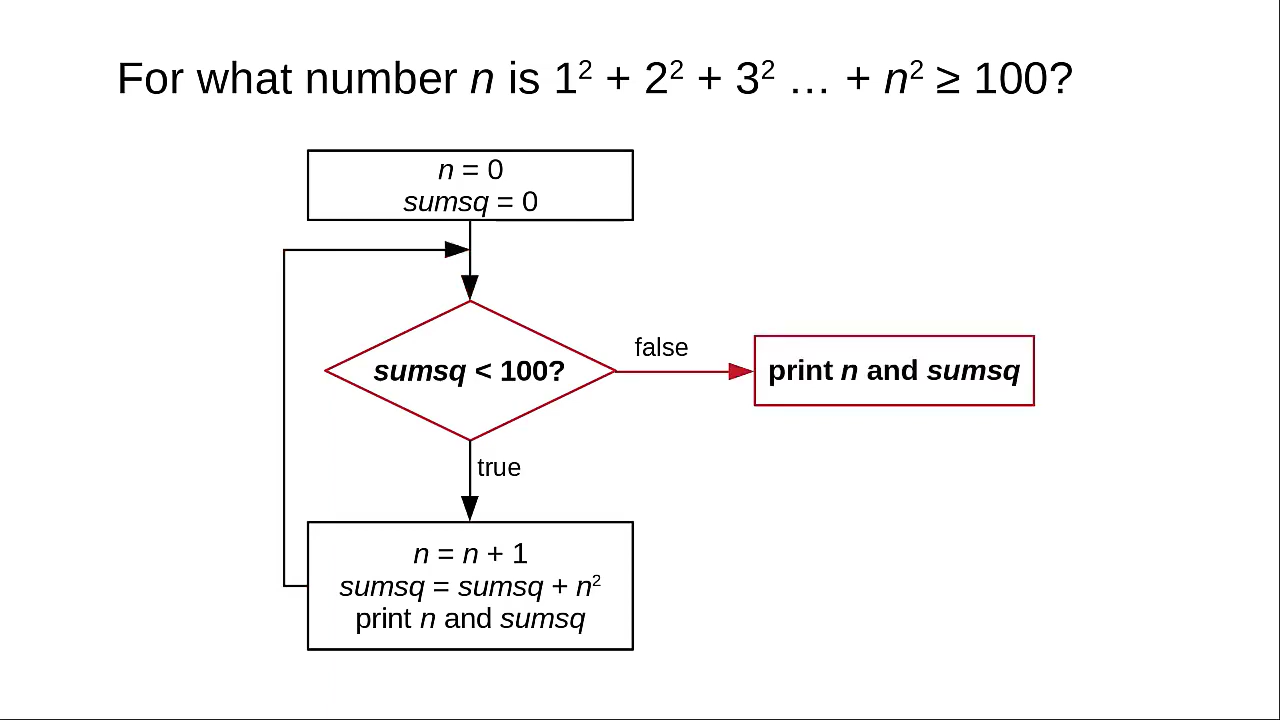 For what number n is 1² + 2² + 3² … + n² ≥ 100?
n = 0
sumsq = 0
sumsq < 100?
false
print n and sumsq
true
n = n + 1
sumsq = sumsq + n²
print n and sumsq